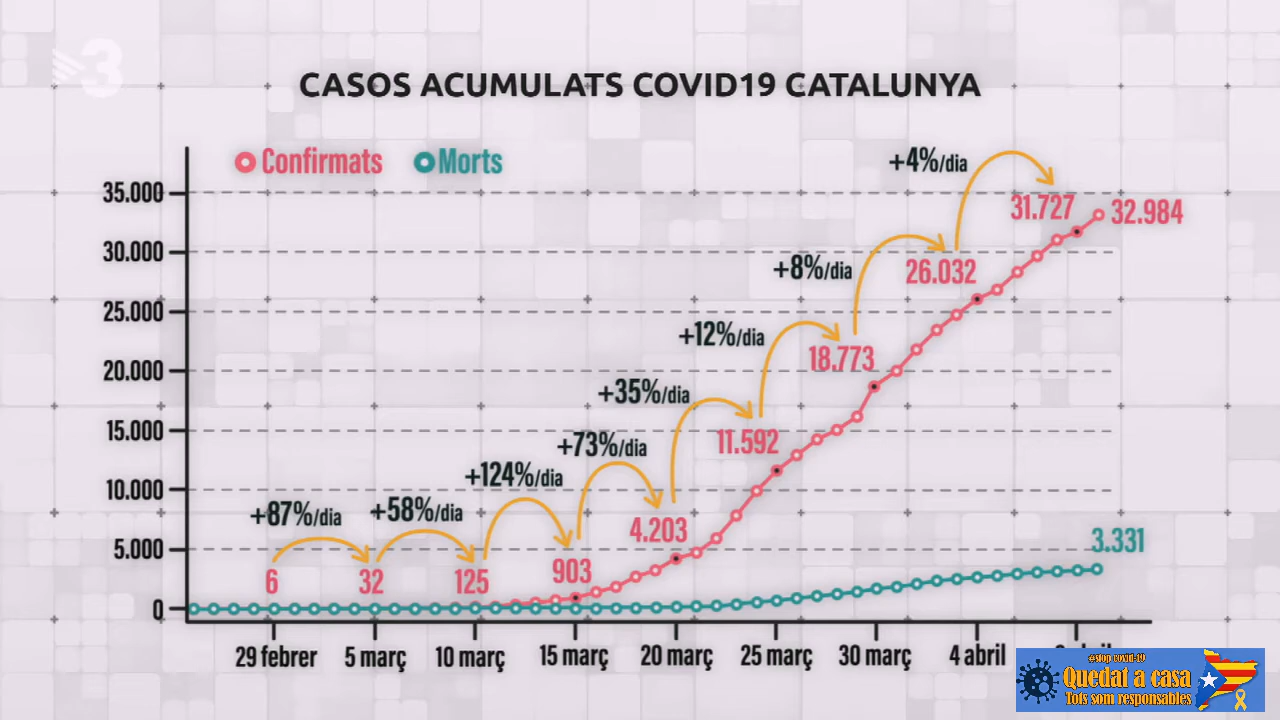 3
CASOS ACUMULATS COVID19 CATALUNYA
Confirmats Morts
+4%/dia
35.000
31.727 32.984
30.000
+8%/dia 26.032
25.000
+12%/dia
18.773
20.000
+35%/dia
15.000
+73%/dia 11.592
+124%/dia
10.000
+87%/dia +58%/dia
4.203
5.000
3.331
6 32 125 903
0
29 febrer 5 març 10 març 15 març 20 març 25 març 30 març 4 abril
#stop covid-19
Quedat a casa
Tots som responsables